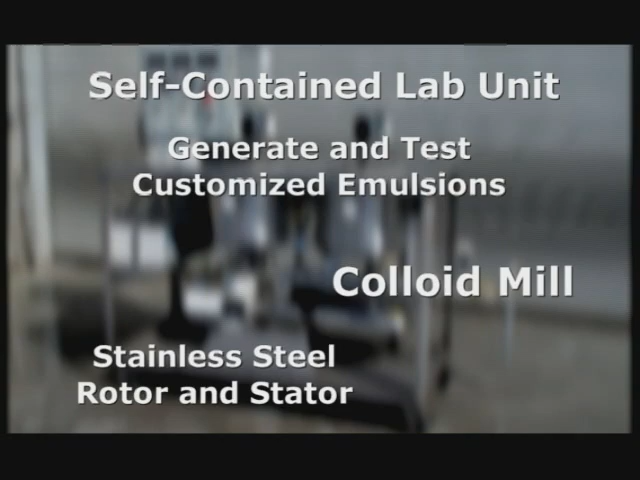 Self-Contained Lab Unit
Generate and Test
Customized Emulsions
Colloid Mill
Stainless Steel
Rotor and Stator